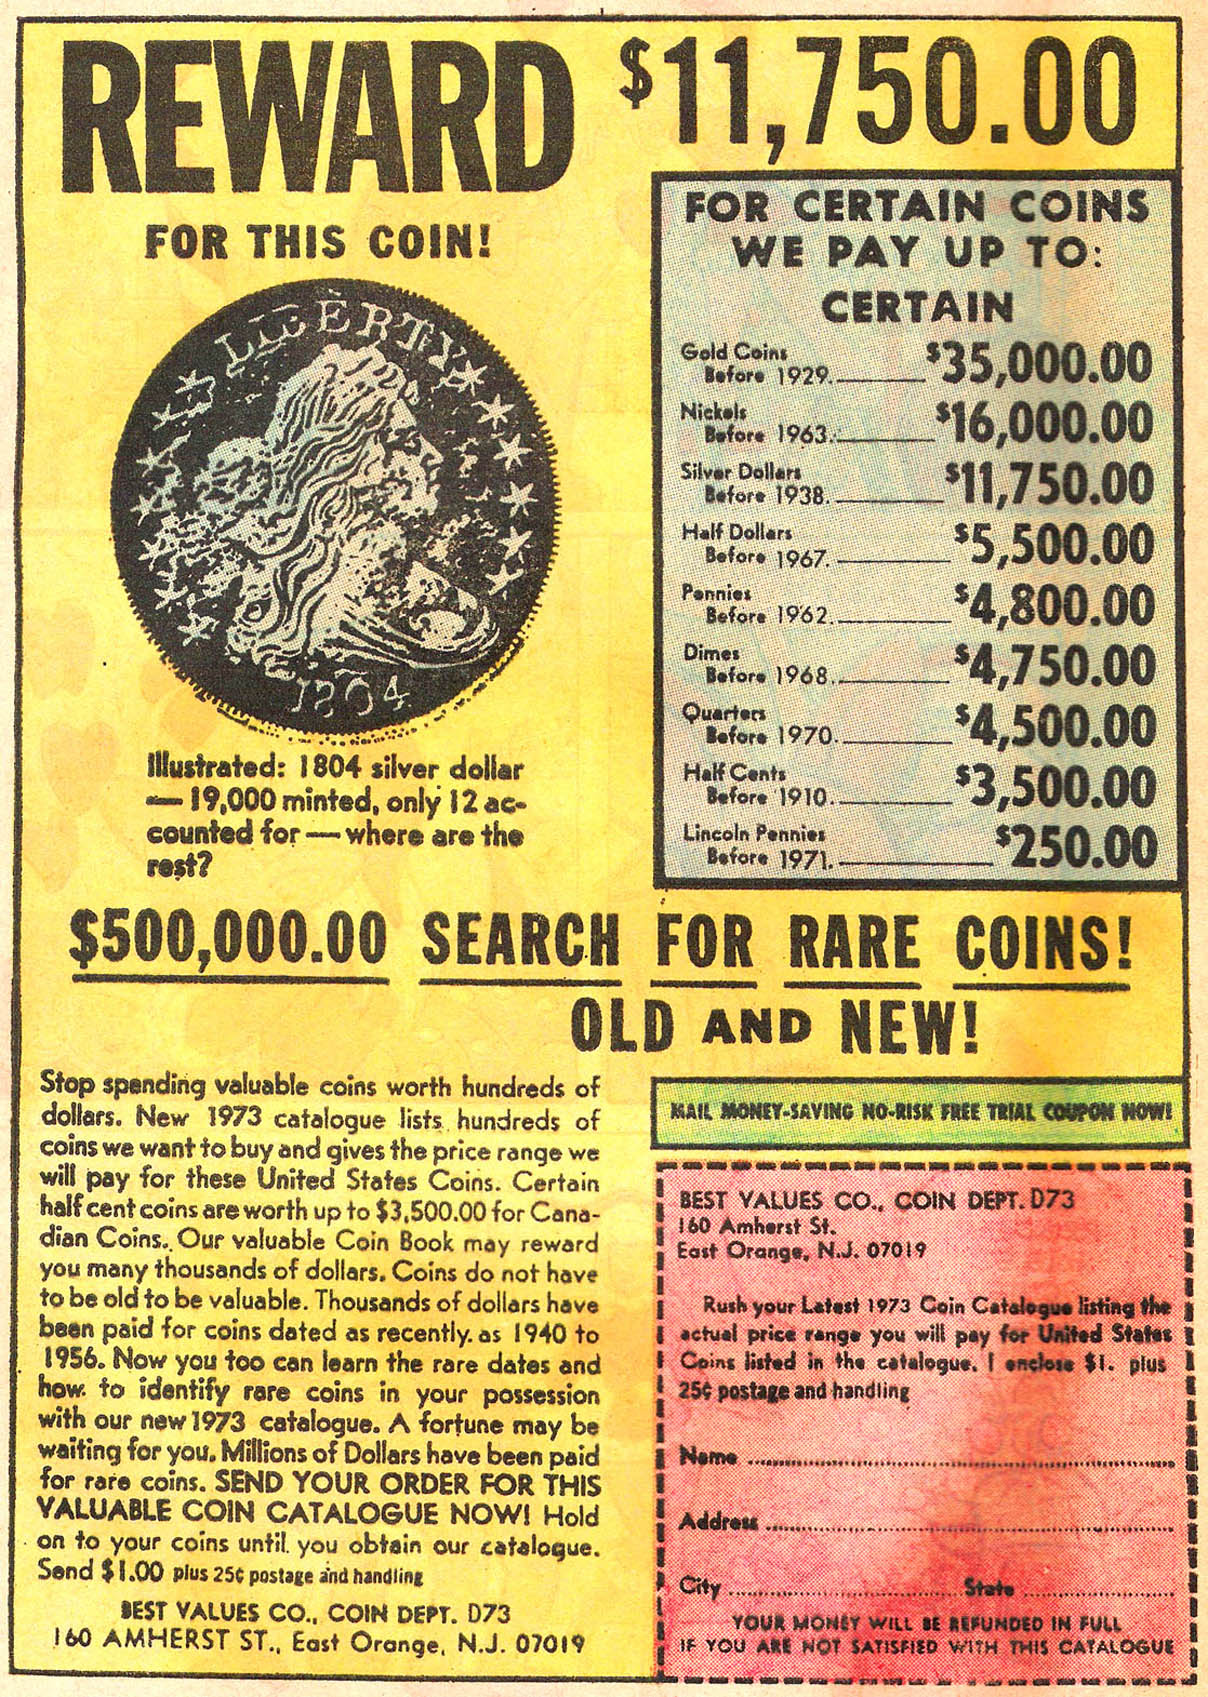 REWARD $11,750.00
FOR THIS COIN!
LIBERTY
1804
Illustrated: 1804 silver dollar
— 19,000 minted, only 12 ac-
counted for — where are the
rest?
FOR CERTAIN COINS
WE PAY UP TO:
CERTAIN
Gold Coins
Before 1929. $35,000.00
Nickels
Before 1963. $16,000.00
Silver Dollars
Before 1938. $11,750.00
Half Dollars
Before 1967. $5,500.00
Pennies
Before 1962. $4,800.00
Dimes
Before 1968. $4,750.00
Quarters
Before 1970. $4,500.00
Half Cents
Before 1910. $3,500.00
Lincoln Pennies
Before 1971. $250.00
$500,000.00 SEARCH FOR RARE COINS!
OLD AND NEW!
Stop spending valuable coins worth hundreds of
dollars. New 1973 catalogue lists hundreds of
coins we want to buy and gives the price range we
will pay for these United States Coins. Certain
half cent coins are worth up to $3,500.00 for Cana-
dian Coins. Our valuable Coin Book may reward
you many thousands of dollars. Coins do not have
to be old to be valuable. Thousands of dollars have
been paid for coins dated as recently as 1940 to
1956. Now you too can learn the rare dates and
how to identify rare coins in your possession
with our new 1973 catalogue. A fortune may be
waiting for you. Millions of Dollars have been paid
for rare coins. SEND YOUR ORDER FOR THIS
VALUABLE COIN CATALOGUE NOW! Hold
on to your coins until you obtain our catalogue.
Send $1.00 plus 25¢ postage and handling
BEST VALUES CO., COIN DEPT. D73
160 AMHERST ST., East Orange, N.J. 07019
MAIL MONEY-SAVING NO-RISK FREE TRIAL COUPON NOW!
BEST VALUES CO., COIN DEPT. D73
160 Amherst St.
East Orange, N.J. 07019
Rush your Latest 1973 Coin Catalogue listing the
actual price range you will pay for United States
Coins listed in the catalogue. I enclose $1. plus
25¢ postage and handling
Name
Address
City State
YOUR MONEY WILL BE REFUNDED IN FULL
IF YOU ARE NOT SATISFIED WITH THIS CATALOGUE